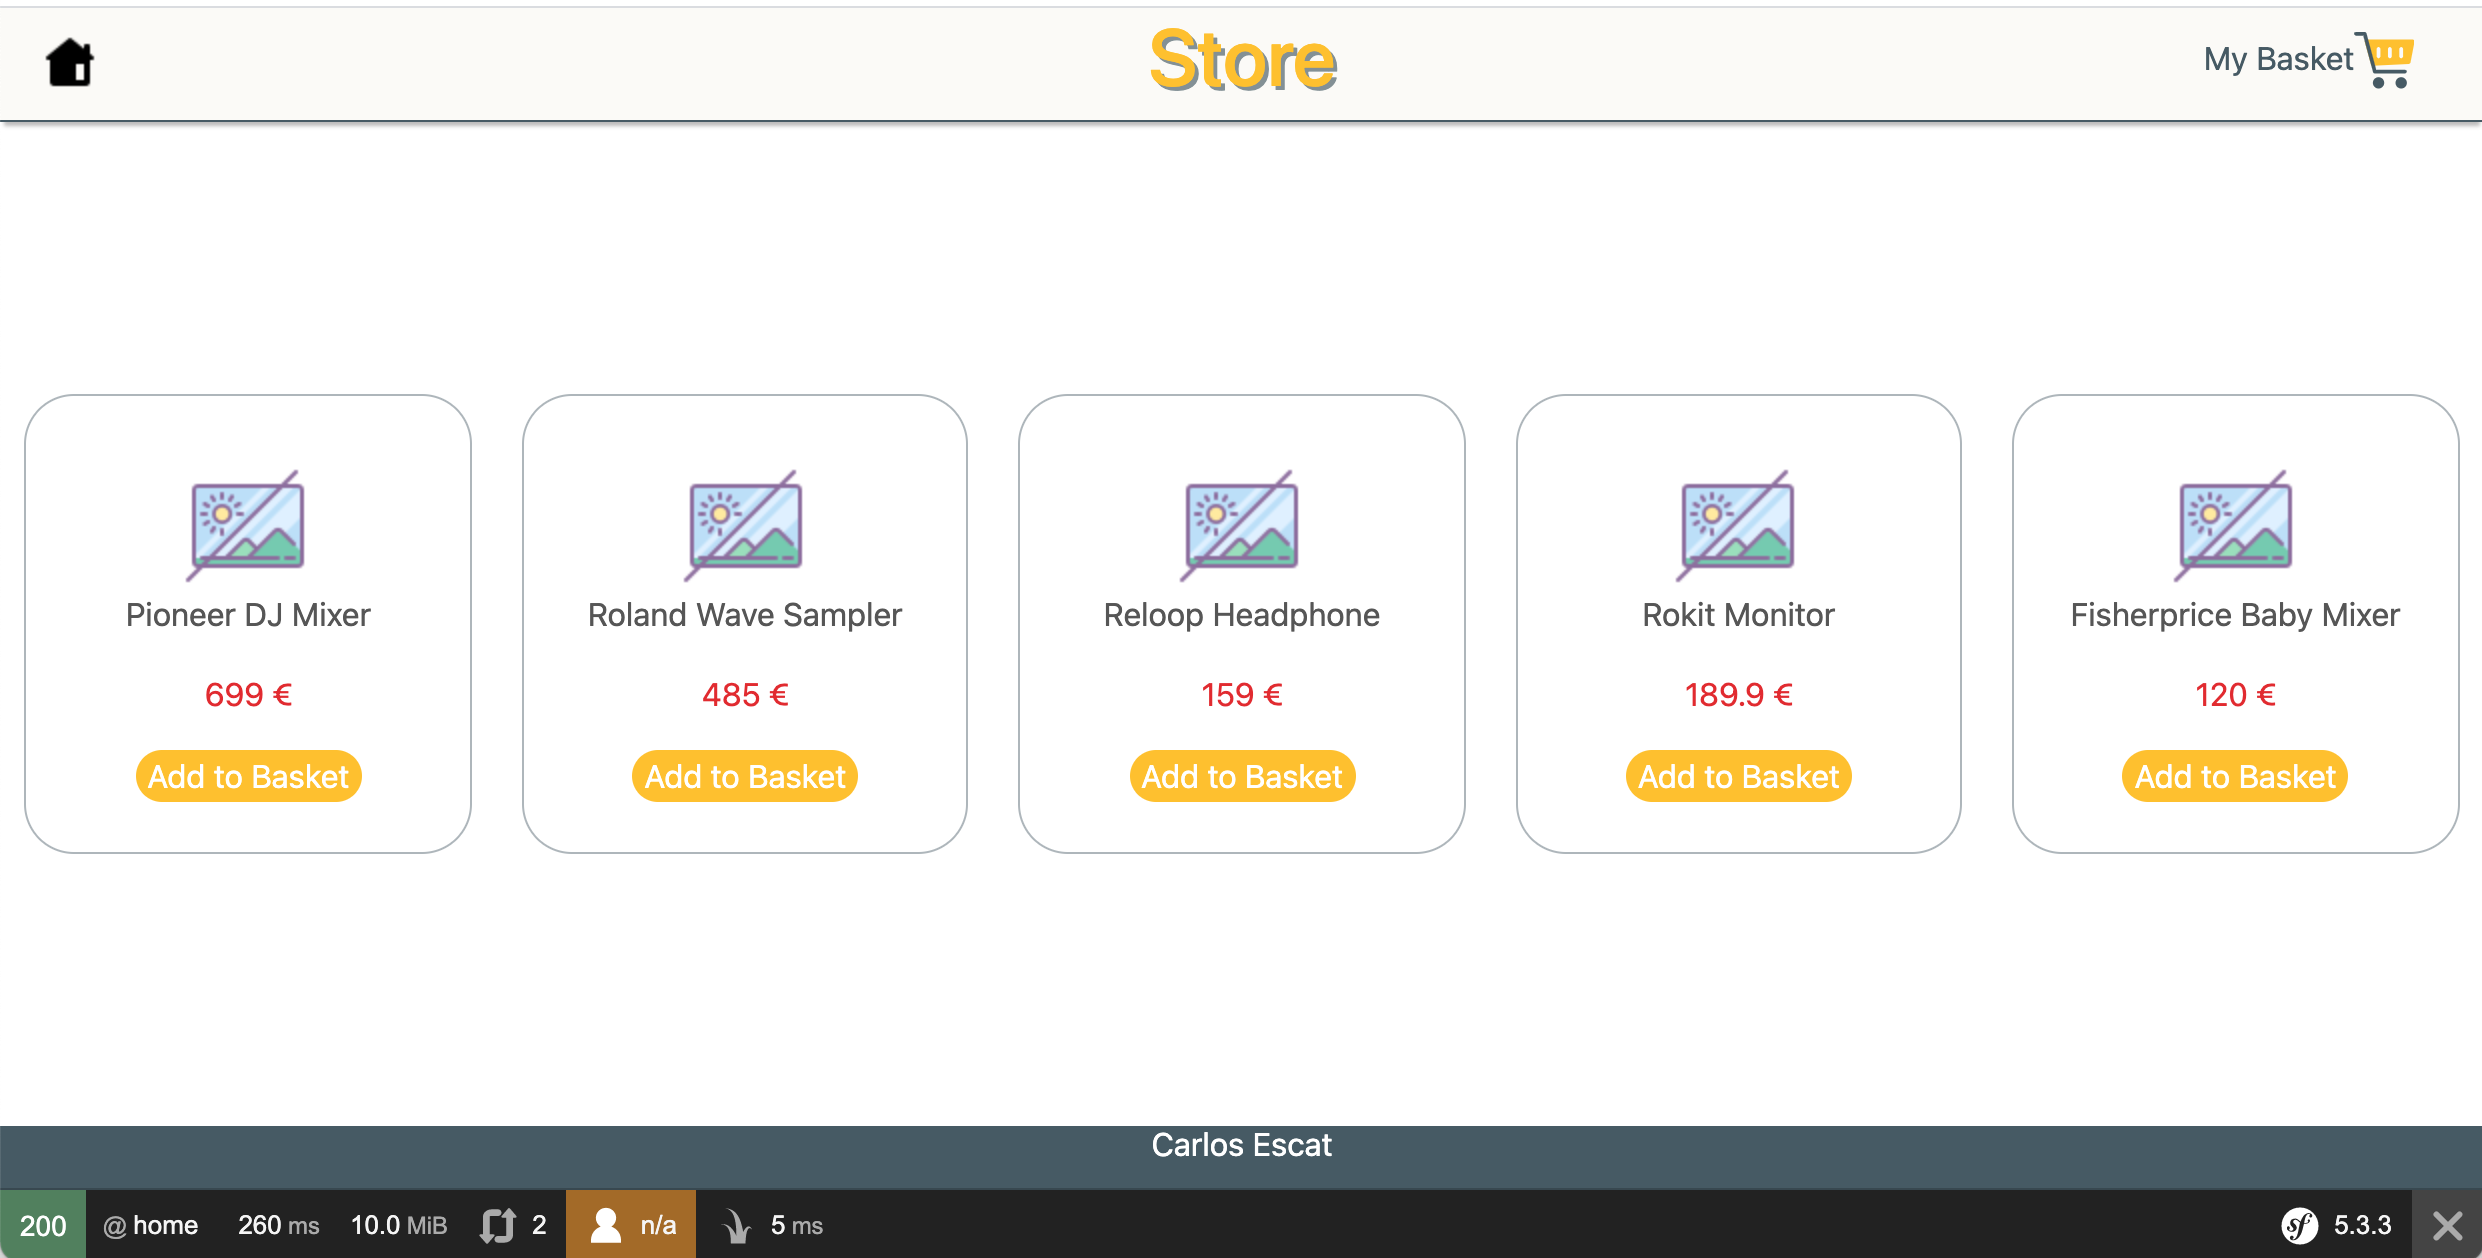 Store
My Basket
Pioneer DJ Mixer
699 €
Add to Basket
Roland Wave Sampler
485 €
Add to Basket
Reloop Headphone
159 €
Add to Basket
Rokit Monitor
189.9 €
Add to Basket
Fisherprice Baby Mixer
120 €
Add to Basket
Carlos Escat
200 @ home 260 ms 10.0 MiB 2 n/a 5 ms sf 5.3.3